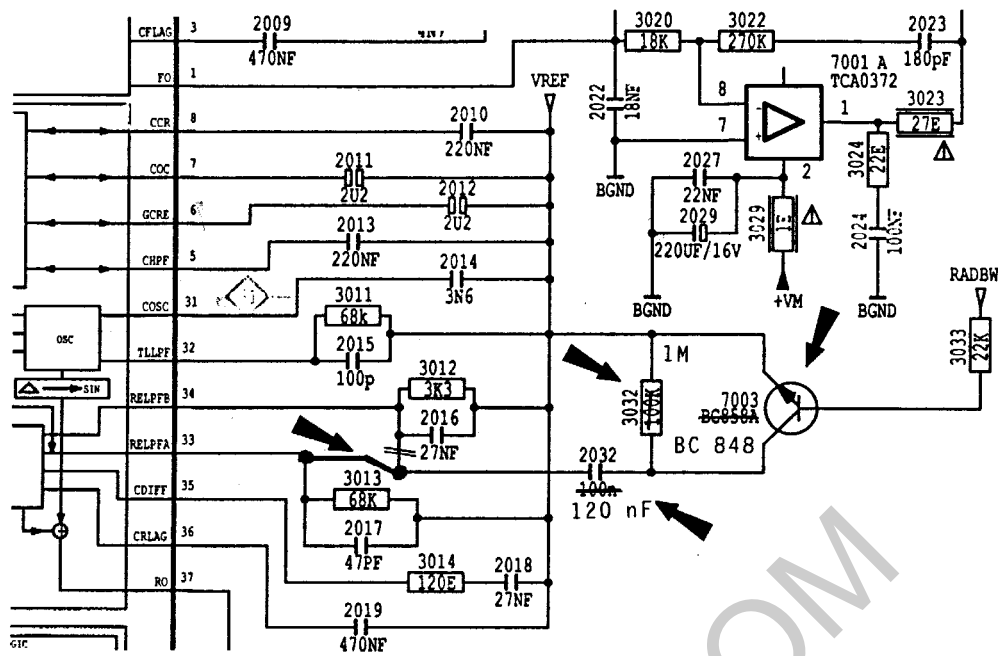 CFLAG 3
2009
470NF
FO 1
CCR 8
2010
220NF
COC 7
2011
2U2
GCRE 6
2012
2U2
CHPF 5
2013
220NF
COSC 31
2014
3N6
TLLPF 32
3011
68k
2015
100p
RELPFB 34
3012
3K3
2016
27NF
RELPFA 33
3013
68K
2017
47PF
CDIFF 35
3014
120E
2018
27NF
CRLAG 36
2019
470NF
RO 37
OSC
SIN
GIC
VREF
3020
18K
3022
270K
2023
180pF
7001 A
TCA0372
2022
18NF
8
7
-
+
1
2
3023
27E
3024
22E
2024
100NF
BGND
2027
22NF
2029
220UF/16V
3029
1E
+VM
BGND
BGND
RADBW
3033
22K
1M
3032
100K
7003
BC858A
BC 848
2032
100n
120 nF
OM